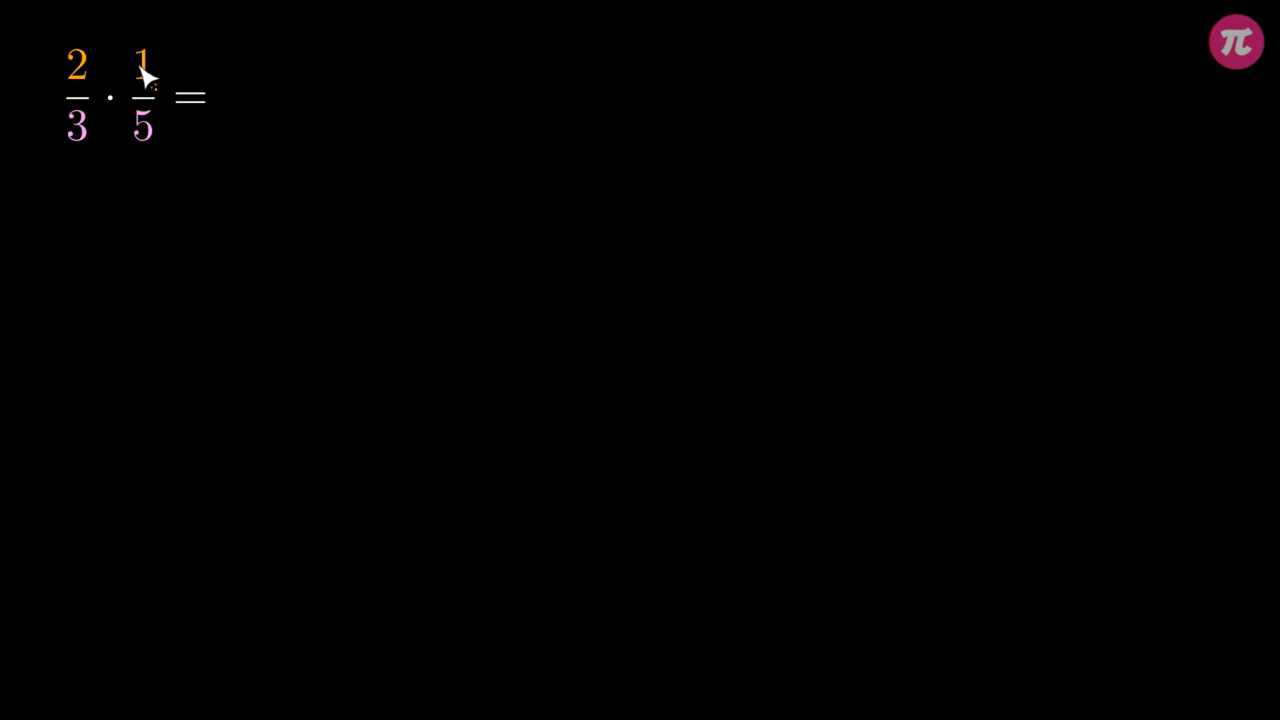 2/3 · 1/5 =
π